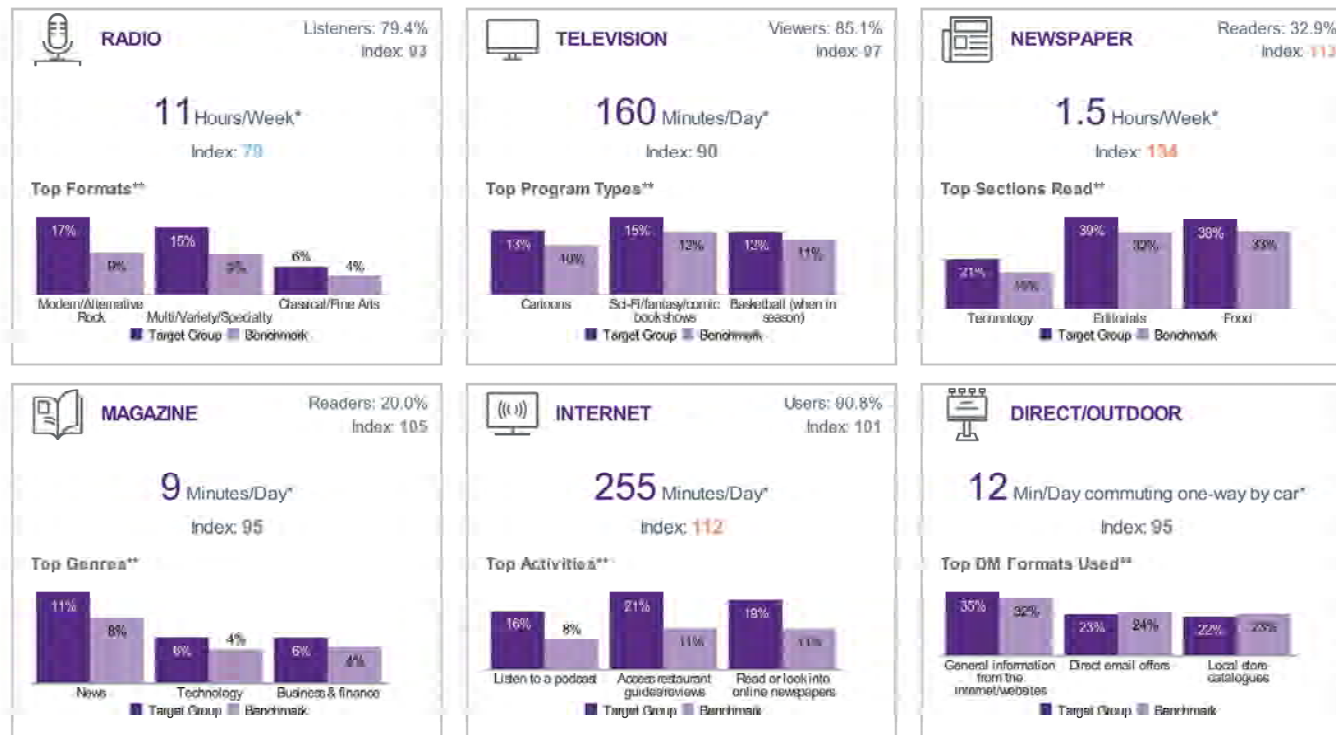 RADIO
Listeners: 79.4%
Index: 93
11 Hours/Week*
Index: 79
Top Formats**
17%
9%
15%
6%
4%
Modern/Alternative Rock
Multi/Variety/Specialty
Classical/Fine Arts
Target Group Benchmark
TELEVISION
Viewers: 85.1%
Index: 97
160 Minutes/Day*
Index: 90
Top Program Types**
13%
10%
15%
12%
12%
11%
Cartoons
Sci-Fi/fantasy/comic book shows
Basketball (when in season)
Target Group Benchmark
NEWSPAPER
Readers: 32.9%
Index: 113
1.5 Hours/Week*
Index: 134
Top Sections Read**
21%
39%
38%
33%
Editorials
Food
Target Group Benchmark
MAGAZINE
Readers: 20.0%
Index: 105
9 Minutes/Day*
Index: 95
Top Genres**
11%
8%
6%
4%
6%
4%
News
Technology
Business & finance
Target Group Benchmark
INTERNET
Users: 90.8%
Index: 101
255 Minutes/Day*
Index: 112
Top Activities**
16%
8%
21%
11%
19%
11%
Listen to a podcast
Access restaurant guides/reviews
Read or look into online newspapers
Target Group Benchmark
DIRECT/OUTDOOR
12 Min/Day commuting one-way by car*
Index: 95
Top DM Formats Used**
35%
32%
23%
24%
22%
General information from the internet/websites
Direct email offers
Local store catalogues
Target Group Benchmark